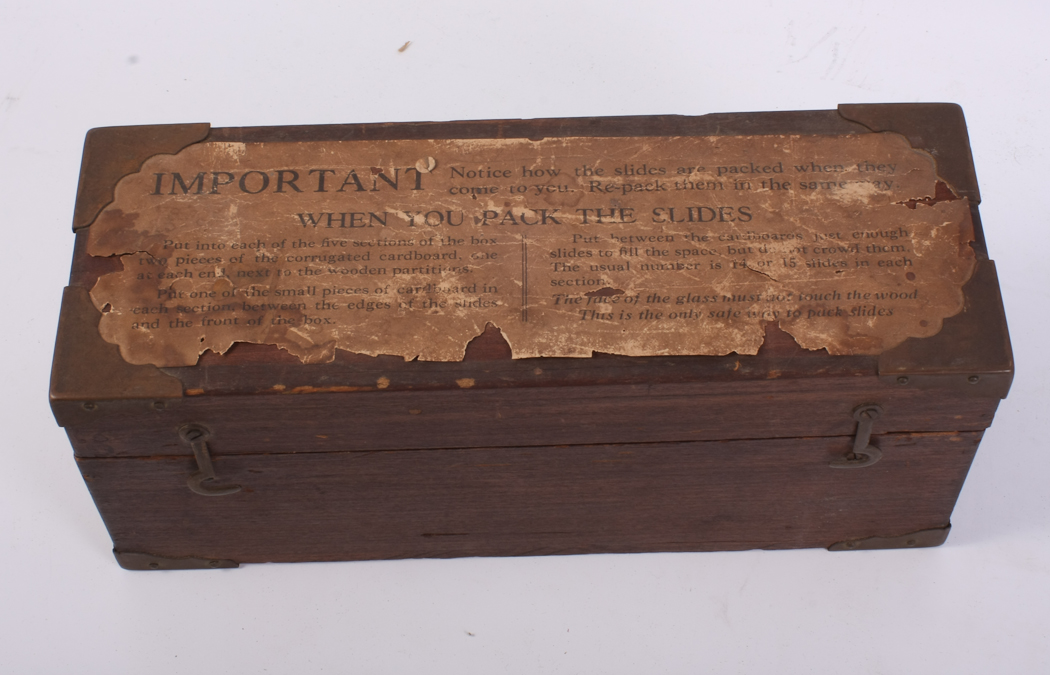 IMPORTANT Notice how the slides are packed when they
come to you. Re-pack them in the same way.
WHEN YOU PACK THE SLIDES
Put into each of the five sections of the box
two pieces of the corrugated cardboard, one
at each end, next to the wooden partitions.
Put one of the small pieces of cardboard in
each section between the edges of the slides
and the front of the box.
Put between the cardboards just enough
slides to fill the space, but do not crowd them.
The usual number is 14 or 15 slides in each
section.
The face of the glass must not touch the wood
This is the only safe way to pack slides